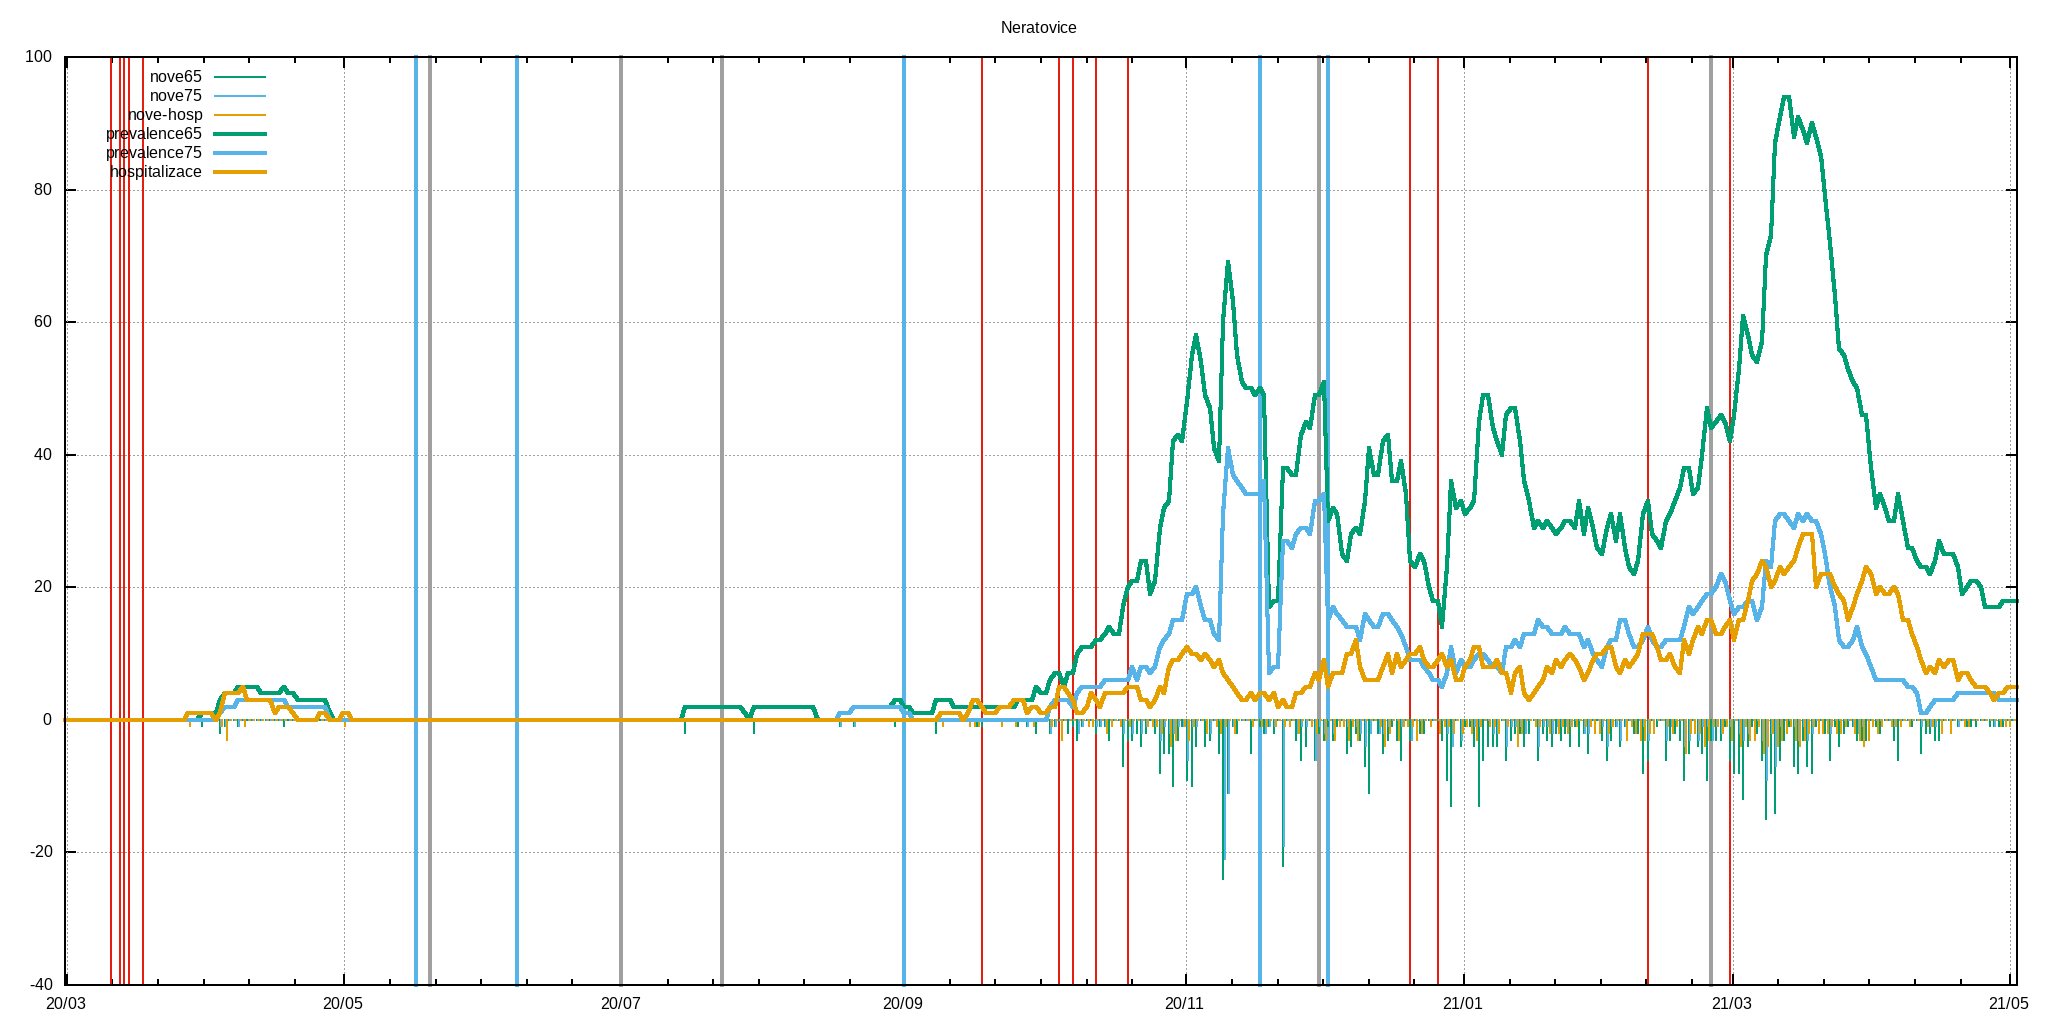 Neratovice
100
80
60
40
20
0
-20
-40
nove65
nove75
nove-hosp
prevalence65
prevalence75
hospitalizace
20/03 20/05 20/07 20/09 20/11 21/01 21/03 21/05